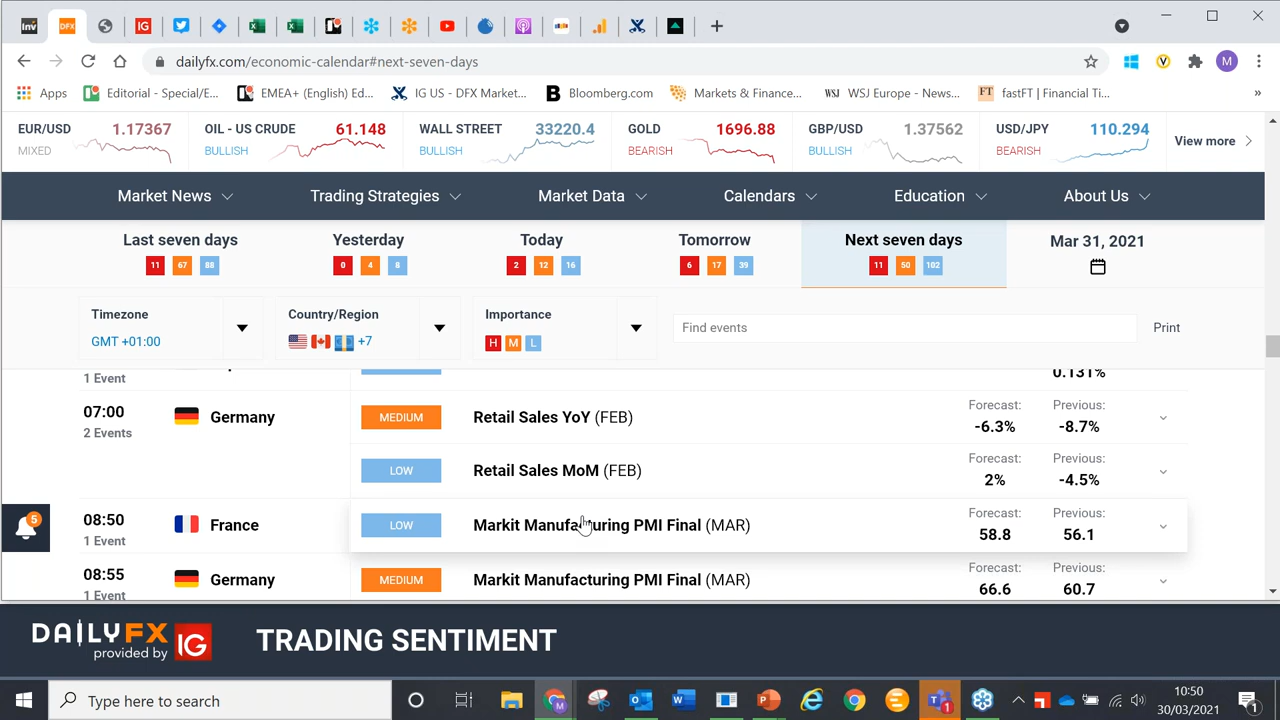 Inv
DFX
IG
dailyfx.com/economic-calendar#next-seven-days
M
Apps
Editorial - Special/E...
EMEA+ (English) Ed...
IG US - DFX Market...
Bloomberg.com
Markets & Finance...
WSJ WSJ Europe - News...
FT fastFT | Financial Ti...
»
EUR/USD 1.17367
MIXED
OIL - US CRUDE 61.148
BULLISH
WALL STREET 33220.4
BULLISH
GOLD 1696.88
BEARISH
GBP/USD 1.37562
BULLISH
USD/JPY 110.294
BEARISH
View more
Market News
Trading Strategies
Market Data
Calendars
Education
About Us
Last seven days
11 67 88
Yesterday
0 4 8
Today
2 12 16
Tomorrow
6 17 39
Next seven days
11 50 102
Mar 31, 2021
Timezone
GMT +01:00
Country/Region
+7
Importance
H M L
Find events
Print
1 Event
0.131%
07:00 Germany MEDIUM Retail Sales YoY (FEB) Forecast: -6.3% Previous: -8.7%
2 Events
LOW Retail Sales MoM (FEB) Forecast: 2% Previous: -4.5%
08:50 France LOW Markit Manufacturing PMI Final (MAR) Forecast: 58.8 Previous: 56.1
1 Event
08:55 Germany MEDIUM Markit Manufacturing PMI Final (MAR) Forecast: 66.6 Previous: 60.7
1 Event
5
DAILYFX
provided by IG
TRADING SENTIMENT
Type here to search
10:50
30/03/2021
1
1